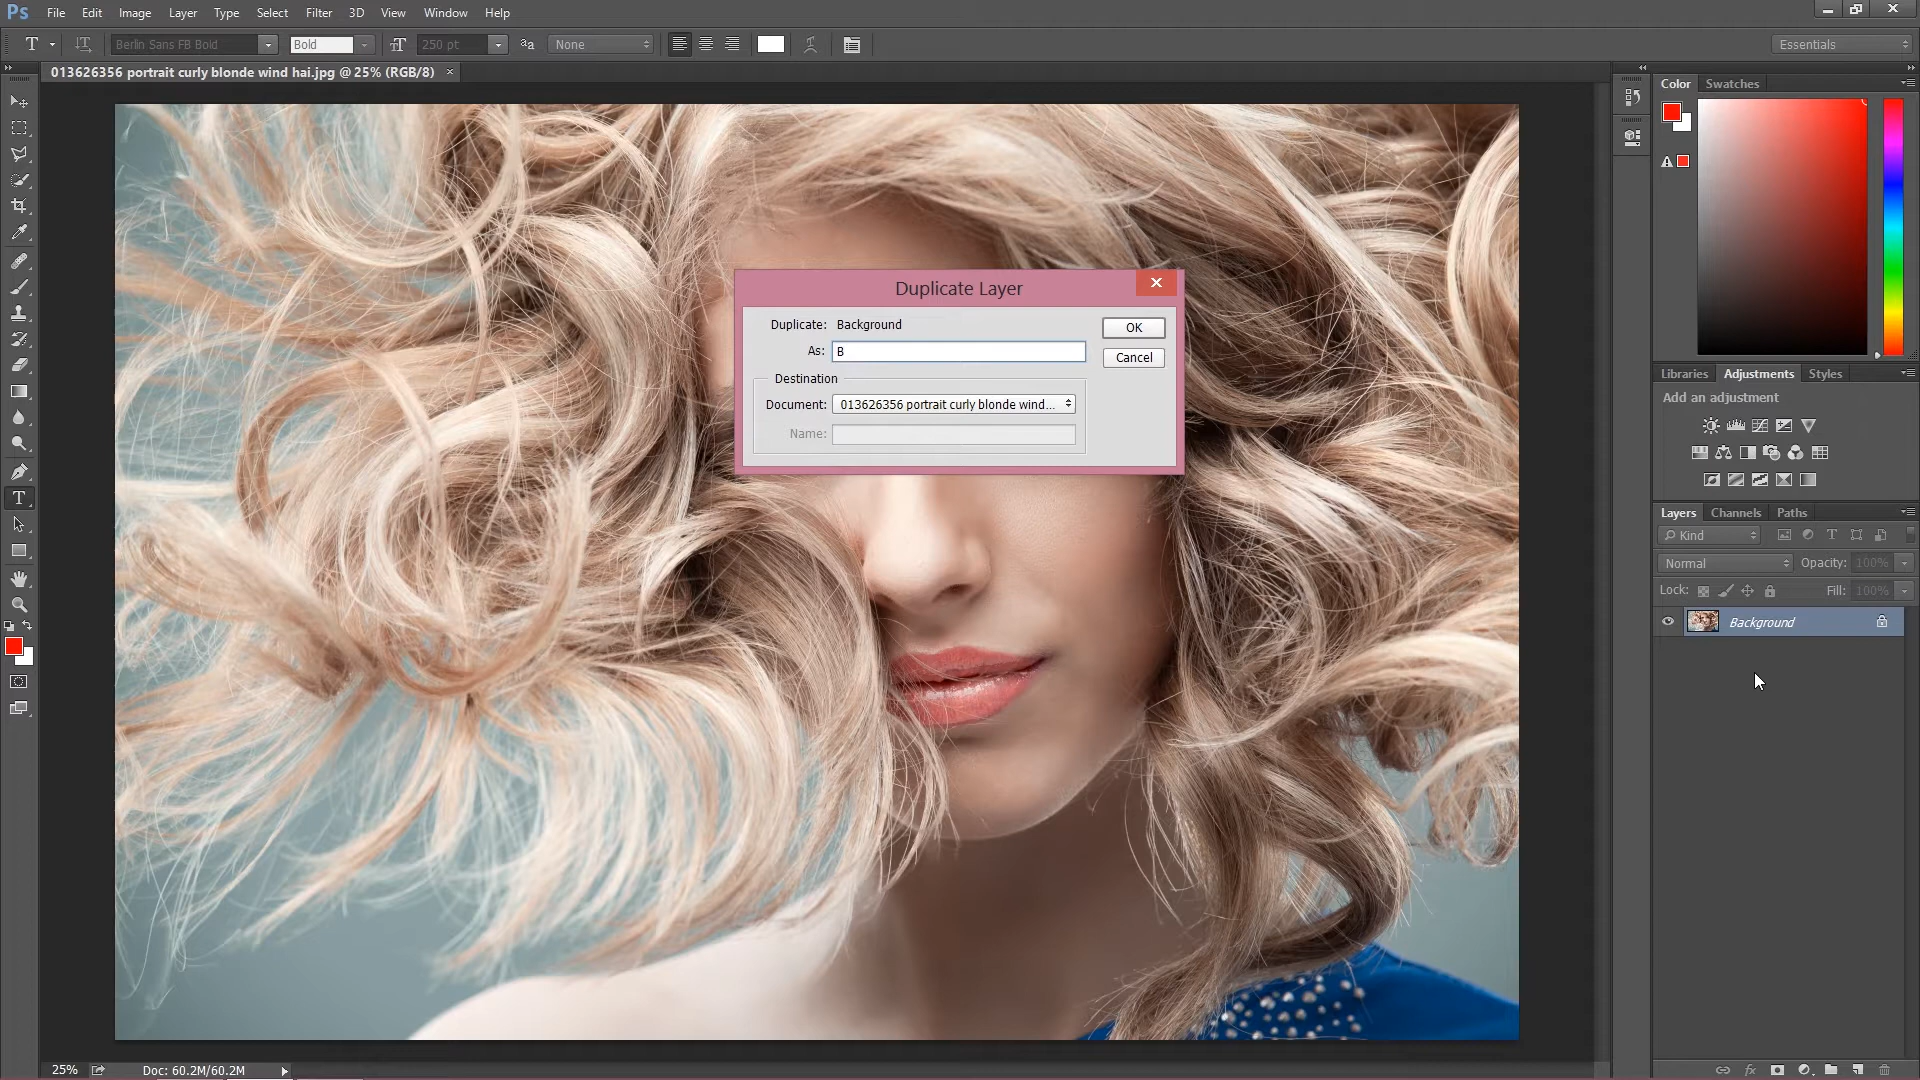 Ps File Edit Image Layer Type Select Filter 3D View Window Help
T Berlin Sans FB Bold Bold 250 pt aa None Essentials
013626356 portrait curly blonde wind hai.jpg @ 25% (RGB/8) ×
Color Swatches
Duplicate Layer
Duplicate: Background OK
As: B
Cancel
Destination
Document: 013626356 portrait curly blonde wind...
Name:
Libraries Adjustments Styles
Add an adjustment
Layers Channels Paths
Kind
Normal Opacity: 100%
Lock: Fill: 100%
Background
25% Doc: 60.2M/60.2M
fx